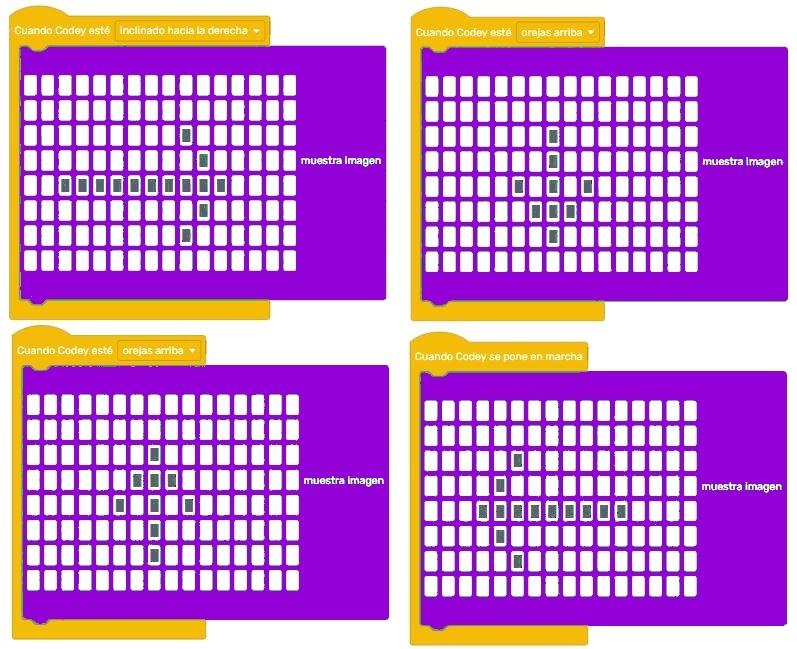 Cuando Codey esté inclinado hacia la derecha
muestra imagen
Cuando Codey esté orejas arriba
muestra imagen
Cuando Codey esté orejas arriba
muestra imagen
Cuando Codey se pone en marcha
muestra imagen